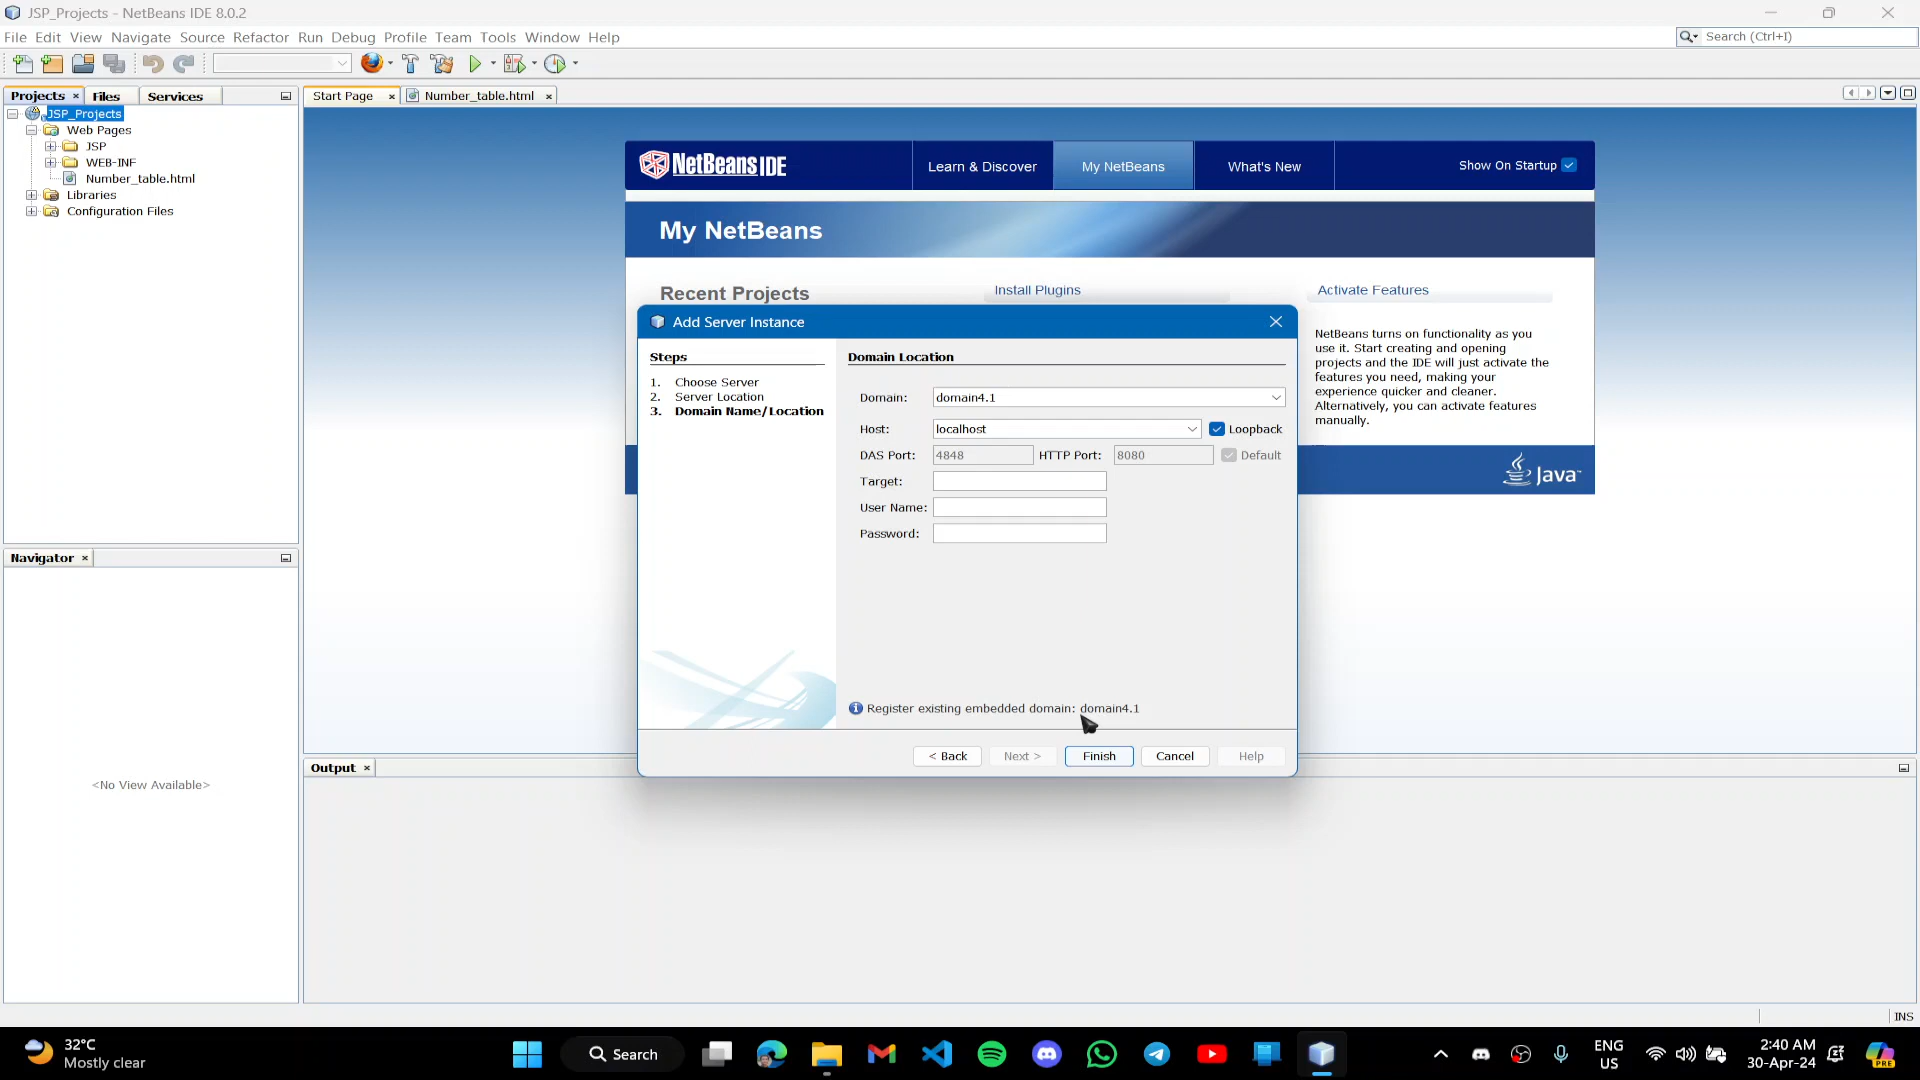 JSP_Projects - NetBeans IDE 8.0.2
File Edit View Navigate Source Refactor Run Debug Profile Team Tools Window Help
Search (Ctrl+I)
Projects Files Services
Start Page Number_table.html
JSP_Projects
Web Pages
JSP
WEB-INF
Number_table.html
Libraries
Configuration Files
NetBeans IDE
Learn & Discover My NetBeans What's New Show On Startup
My NetBeans
Recent Projects
Install Plugins
Activate Features
NetBeans turns on functionality as you
use it. Start creating and opening
projects and the IDE will just activate the
features you need, making your
experience quicker and cleaner.
Alternatively, you can activate features
manually.
Java
Add Server Instance
Steps
1. Choose Server
2. Server Location
3. Domain Name/Location
Domain Location
Domain: domain4.1
Host: localhost Loopback
DAS Port: 4848 HTTP Port: 8080 Default
Target:
User Name:
Password:
Register existing embedded domain: domain4.1
< Back Next > Finish Cancel Help
Navigator
<No View Available>
Output
INS
32°C
Mostly clear
Search
ENG
US
2:40 AM
30-Apr-24
PRE